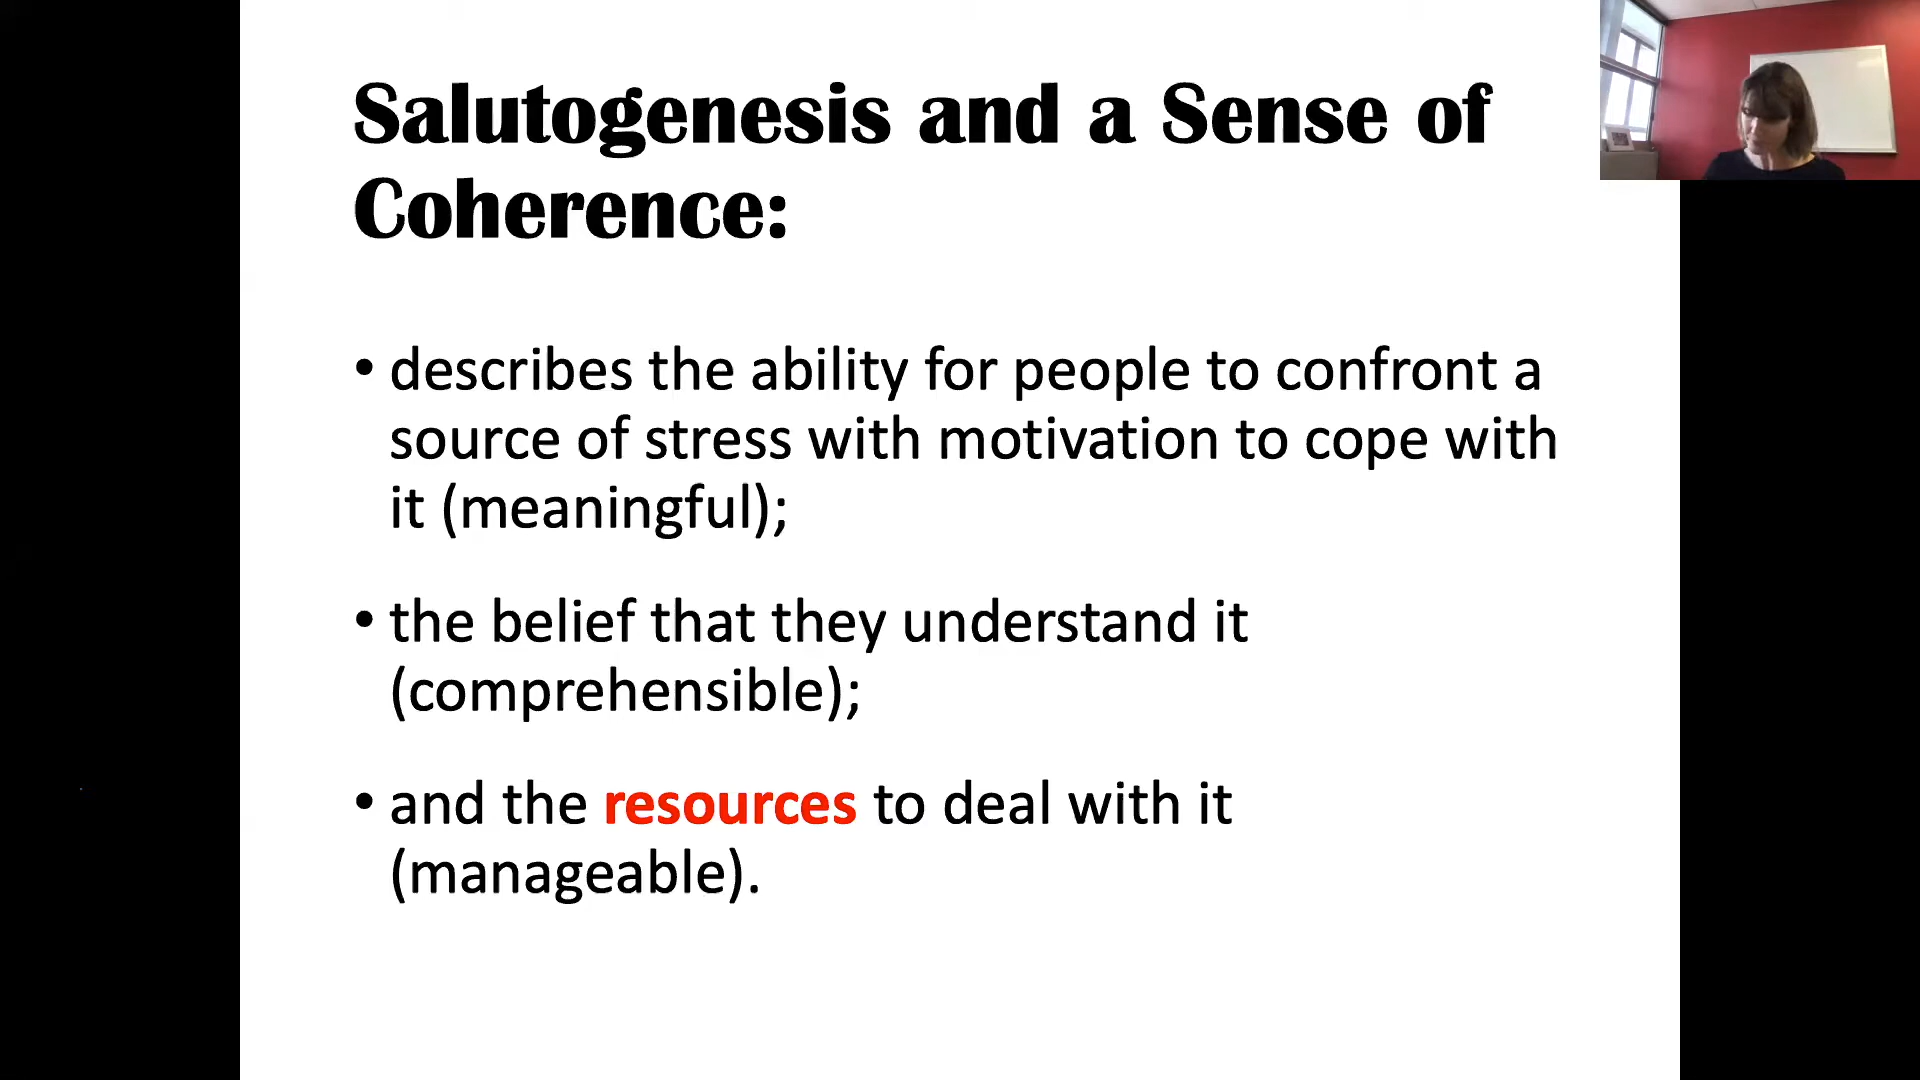 Salutogenesis and a Sense of
Coherence:
• describes the ability for people to confront a
source of stress with motivation to cope with
it (meaningful);
• the belief that they understand it
(comprehensible);
• and the resources to deal with it
(manageable).